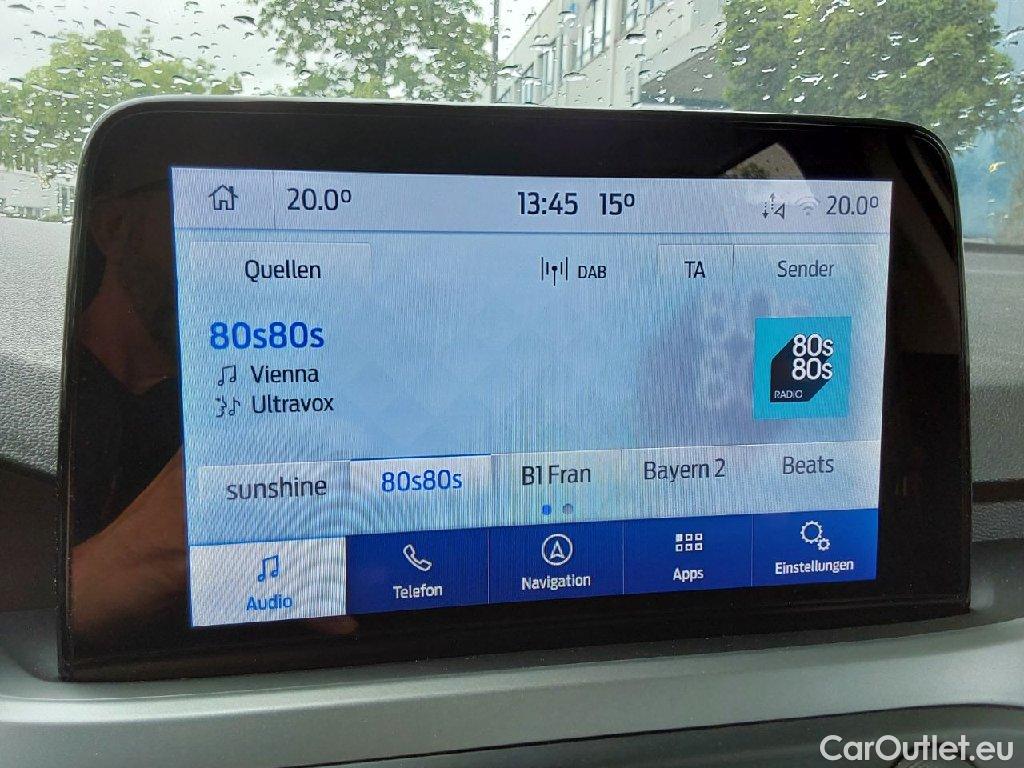 20.0° 13:45 15° 20.0°
Quellen DAB TA Sender
80s80s
Vienna
Ultravox
80s
80s
RADIO
sunshine 80s80s B1 Fran Bayern 2 Beats
Audio Telefon Navigation Apps Einstellungen
CarOutlet.eu